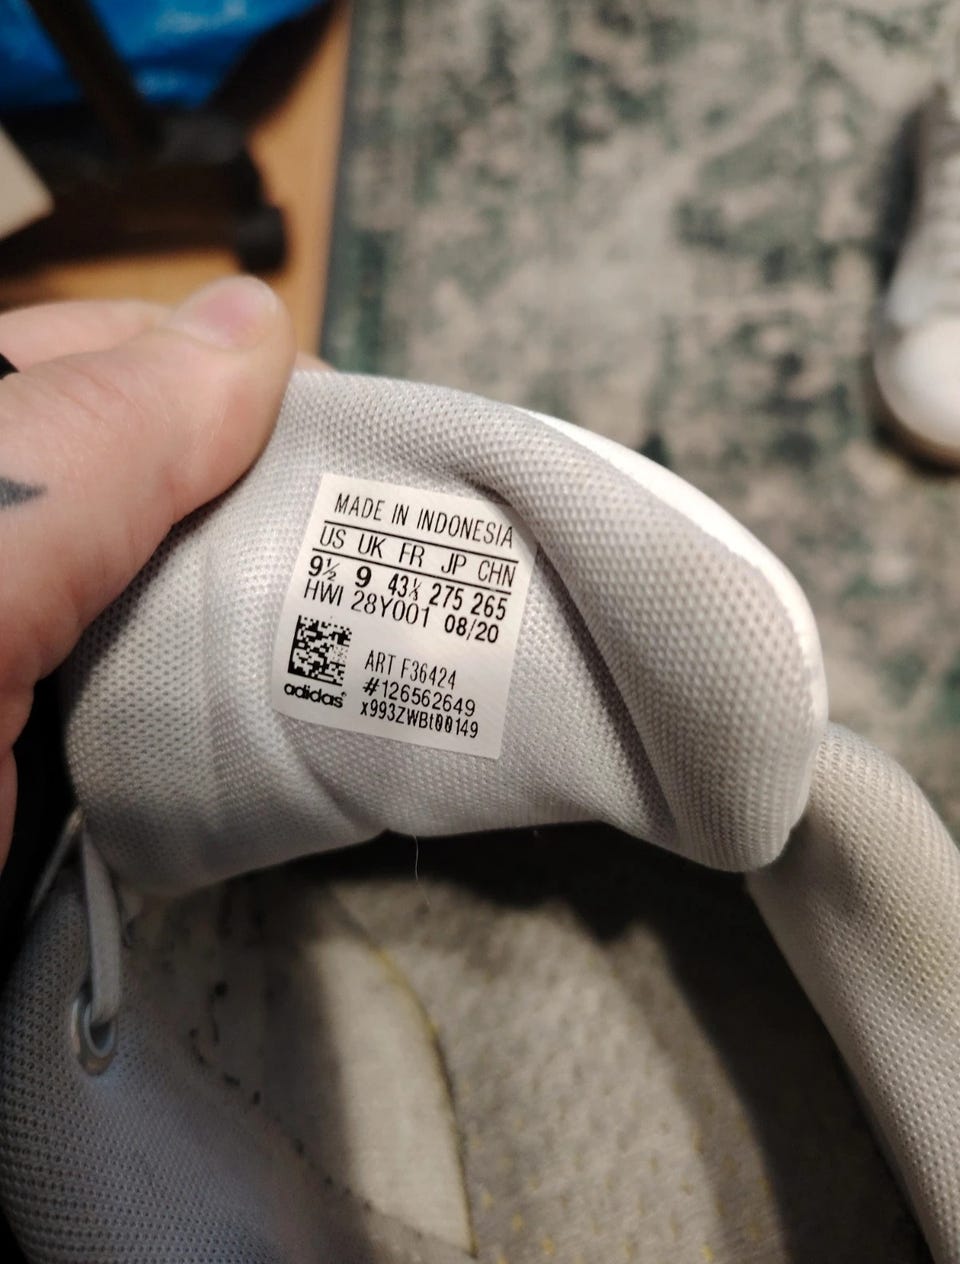 MADE IN INDONESIA
US UK FR JP CHN
9½ 9 43⅓ 275 265
HWI 28Y001 08/20
ART F36424
#126562649
adidas
x993ZWBt00149